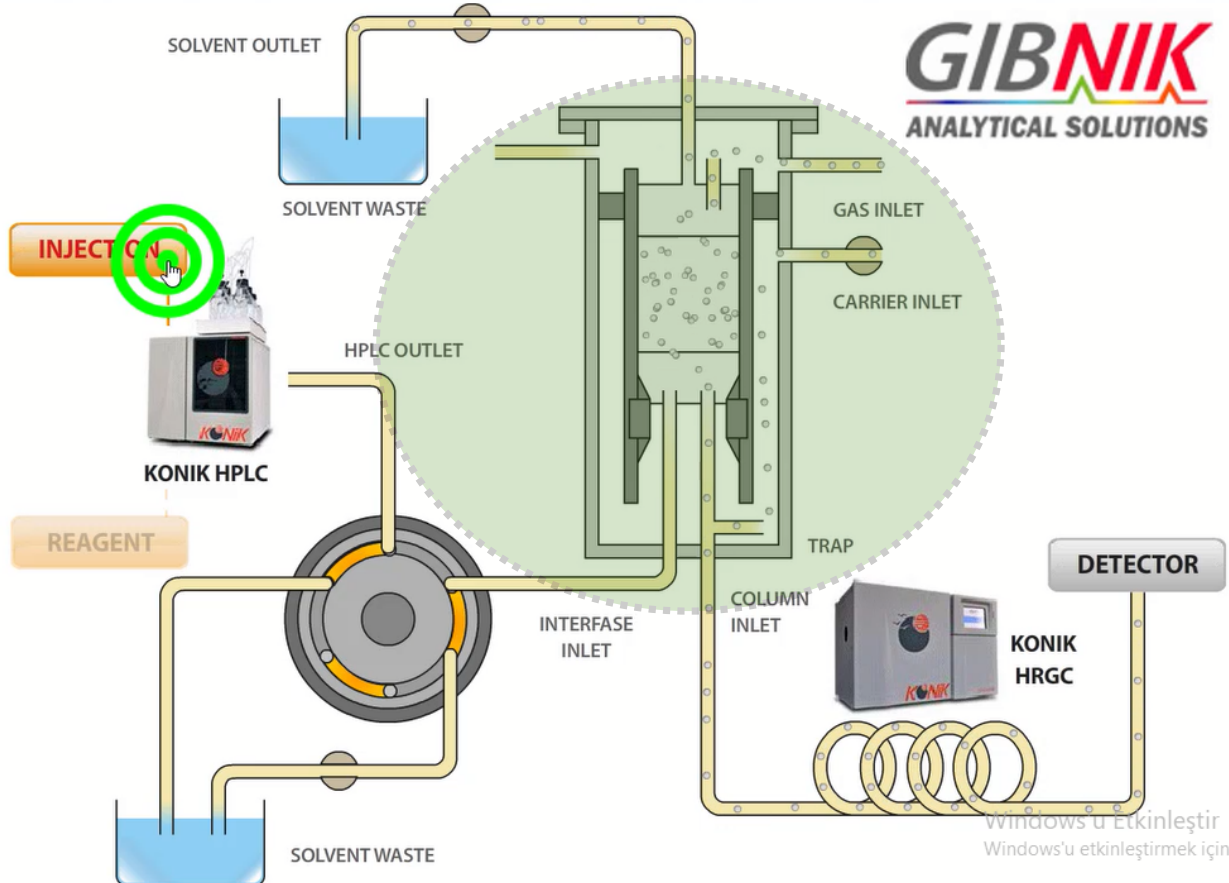 SOLVENT OUTLET
GIBNIK
ANALYTICAL SOLUTIONS
SOLVENT WASTE
GAS INLET
INJECTION
CARRIER INLET
HPLC OUTLET
KONIK
KONIK HPLC
REAGENT
TRAP
DETECTOR
COLUMN
INLET
INTERFASE
INLET
KONIK
HRGC
KONIK
SOLVENT WASTE
Windows'u Etkinleştir
Windows'u etkinleştirmek için